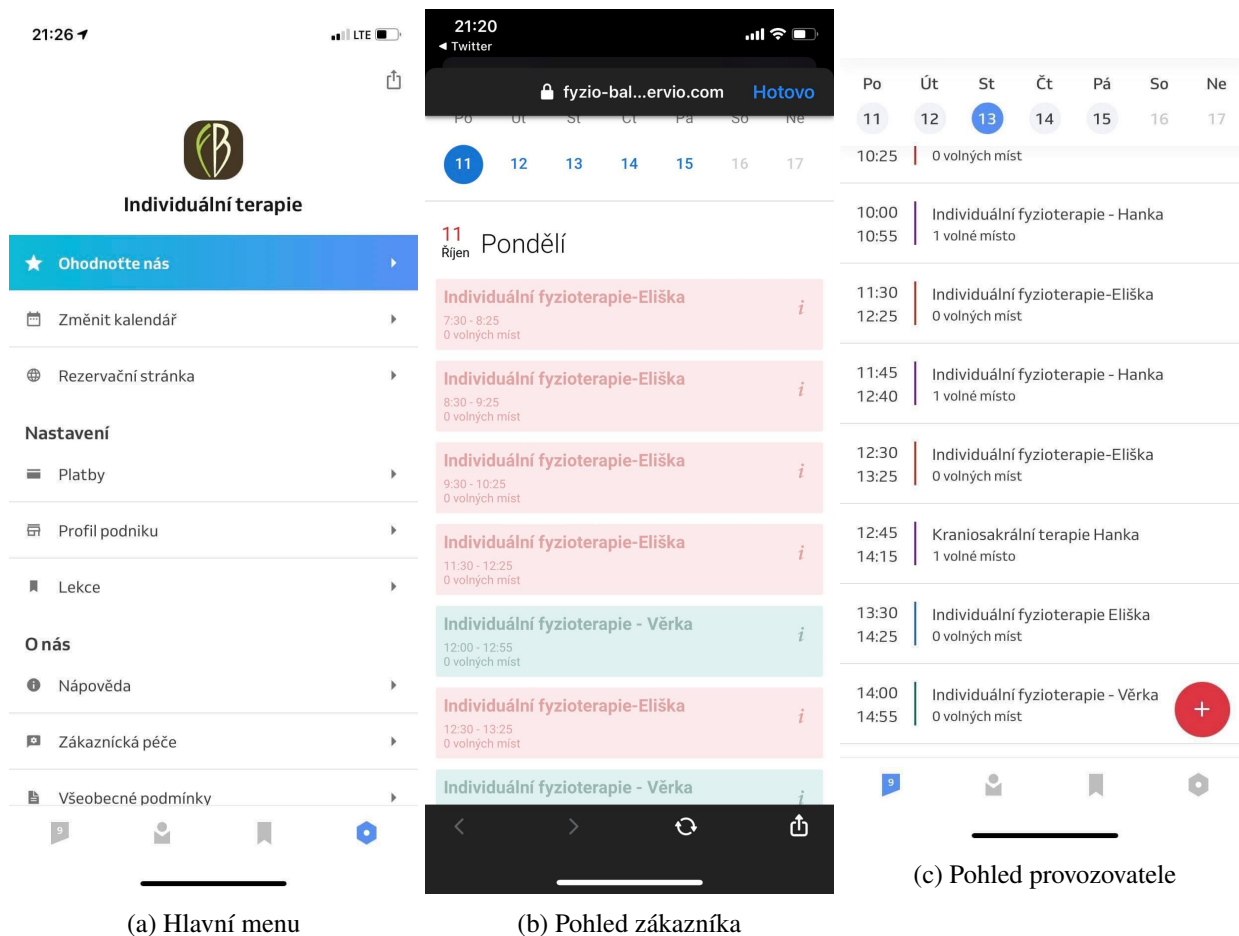 21:26
LTE
FB
Individuální terapie
Ohodnoťte nás
Změnit kalendář
Rezervační stránka
Nastavení
Platby
Profil podniku
Lekce
O nás
Nápověda
Zákaznícká péče
Všeobecné podmínky
9
(a) Hlavní menu
21:20
Twitter
fyzio-bal...ervio.com Hotovo
Po Út St Čt Pá So Ne
11 12 13 14 15 16 17
11
Říjen
Pondělí
Individuální fyzioterapie-Eliška
7:30 - 8:25
0 volných míst
Individuální fyzioterapie-Eliška
8:30 - 9:25
0 volných míst
Individuální fyzioterapie-Eliška
9:30 - 10:25
0 volných míst
Individuální fyzioterapie-Eliška
11:30 - 12:25
0 volných míst
Individuální fyzioterapie - Věrka
12:00 - 12:55
0 volných míst
Individuální fyzioterapie-Eliška
12:30 - 13:25
0 volných míst
Individuální fyzioterapie - Věrka
(b) Pohled zákazníka
Po Út St Čt Pá So Ne
11 12 13 14 15 16 17
10:25 0 volných míst
10:00 Individuální fyzioterapie - Hanka
10:55 1 volné místo
11:30 Individuální fyzioterapie-Eliška
12:25 0 volných míst
11:45 Individuální fyzioterapie - Hanka
12:40 1 volné místo
12:30 Individuální fyzioterapie-Eliška
13:25 0 volných míst
12:45 Kraniosakrální terapie Hanka
14:15 1 volné místo
13:30 Individuální fyzioterapie Eliška
14:25 0 volných míst
14:00 Individuální fyzioterapie - Věrka
14:55 0 volných míst
9
(c) Pohled provozovatele